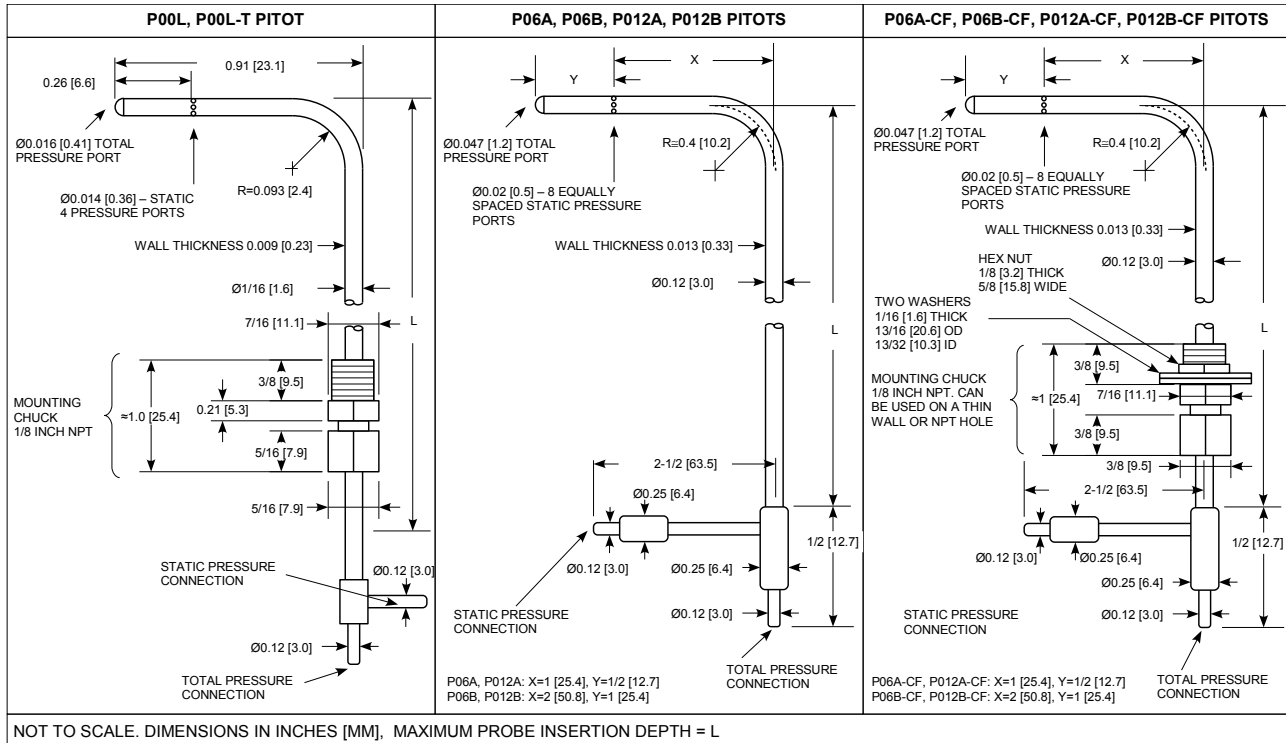 P00L, P00L-T PITOT
0.91 [23.1]
0.26 [6.6]
Ø0.016 [0.41] TOTAL
PRESSURE PORT
R=0.093 [2.4]
Ø0.014 [0.36] – STATIC
4 PRESSURE PORTS
WALL THICKNESS 0.009 [0.23]
Ø1/16 [1.6]
7/16 [11.1]
L
3/8 [9.5]
MOUNTING
CHUCK
1/8 INCH NPT
≈1.0 [25.4]
0.21 [5.3]
5/16 [7.9]
5/16 [7.9]
STATIC PRESSURE
CONNECTION
Ø0.12 [3.0]
Ø0.12 [3.0]
TOTAL PRESSURE
CONNECTION
P06A, P06B, P012A, P012B PITOTS
X
Y
Ø0.047 [1.2] TOTAL
PRESSURE PORT
R≅0.4 [10.2]
Ø0.02 [0.5] – 8 EQUALLY
SPACED STATIC PRESSURE
PORTS
WALL THICKNESS 0.013 [0.33]
Ø0.12 [3.0]
L
2-1/2 [63.5]
Ø0.25 [6.4]
1/2 [12.7]
Ø0.12 [3.0]
Ø0.25 [6.4]
STATIC PRESSURE
CONNECTION
Ø0.12 [3.0]
TOTAL PRESSURE
CONNECTION
P06A, P012A: X=1 [25.4], Y=1/2 [12.7]
P06B, P012B: X=2 [50.8], Y=1 [25.4]
P06A-CF, P06B-CF, P012A-CF, P012B-CF PITOTS
X
Y
Ø0.047 [1.2] TOTAL
PRESSURE PORT
R≅0.4 [10.2]
Ø0.02 [0.5] – 8 EQUALLY
SPACED STATIC PRESSURE
PORTS
WALL THICKNESS 0.013 [0.33]
HEX NUT
1/8 [3.2] THICK
5/8 [15.8] WIDE
Ø0.12 [3.0]
TWO WASHERS
1/16 [1.6] THICK
13/16 [20.6] OD
13/32 [10.3] ID
L
3/8 [9.5]
MOUNTING CHUCK
1/8 INCH NPT. CAN
BE USED ON A THIN
WALL OR NPT HOLE
≈1 [25.4]
7/16 [11.1]
3/8 [9.5]
3/8 [9.5]
2-1/2 [63.5]
1/2 [12.7]
Ø0.12 [3.0]
Ø0.25 [6.4]
Ø0.25 [6.4]
STATIC PRESSURE
CONNECTION
Ø0.12 [3.0]
TOTAL PRESSURE
CONNECTION
P06A-CF, P012A-CF: X=1 [25.4], Y=1/2 [12.7]
P06B-CF, P012B-CF: X=2 [50.8], Y=1 [25.4]
NOT TO SCALE. DIMENSIONS IN INCHES [MM], MAXIMUM PROBE INSERTION DEPTH = L